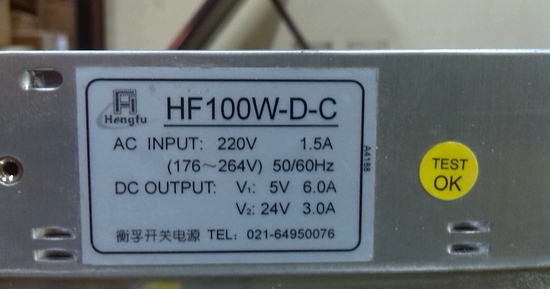 Hengfu
HF100W-D-C
AC INPUT: 220V 1.5A
(176～264V) 50/60Hz
DC OUTPUT: V₁: 5V 6.0A
V₂: 24V 3.0A
衡孚开关电源 TEL: 021-64950076
A4188
TEST
OK